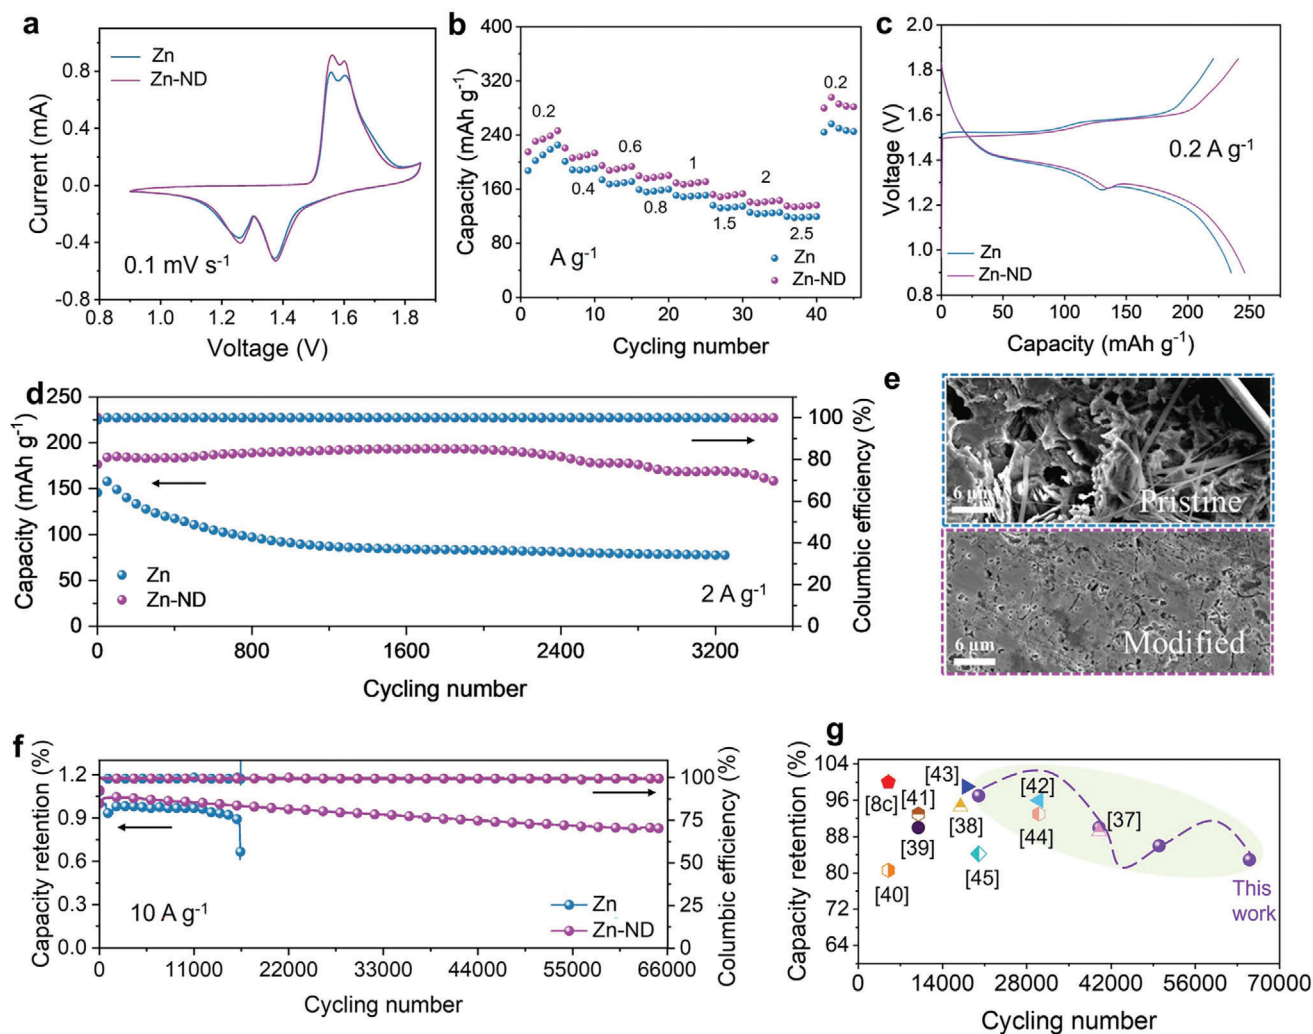 a
Zn
Zn-ND
Current (mA)
0.8
0.4
0.0
-0.4
-0.8
0.1 mV s-1
0.8 1.0 1.2 1.4 1.6 1.8
Voltage (V)
b
Capacity (mAh g-1)
400
320
240
160
80
0
0.2
0.4
0.6
0.8
1
1.5
2
2.5
0.2
A g-1
Zn
Zn-ND
0 10 20 30 40
Cycling number
c
Voltage (V)
2.0
1.8
1.6
1.4
1.2
1.0
0.8
0.2 A g-1
Zn
Zn-ND
0 50 100 150 200 250
Capacity (mAh g-1)
d
Capacity (mAh g-1)
250
225
200
175
150
125
100
75
50
25
0
Zn
Zn-ND
2 A g-1
100
80
60
40
20
0
Columbic efficiency (%)
0 800 1600 2400 3200
Cycling number
e
6 μm
Pristine
6 μm
Modified
f
Capacity retention (%)
1.2
0.9
0.6
0.3
0.0
10 A g-1
Zn
Zn-ND
100
75
50
25
0
Columbic efficiency (%)
0 11000 22000 33000 44000 55000 66000
Cycling number
g
Capacity retention (%)
104
96
88
80
72
64
[8c]
[41]
[43]
[42]
[38]
[44]
[37]
[39]
[40]
[45]
This
work
0 14000 28000 42000 56000 70000
Cycling number